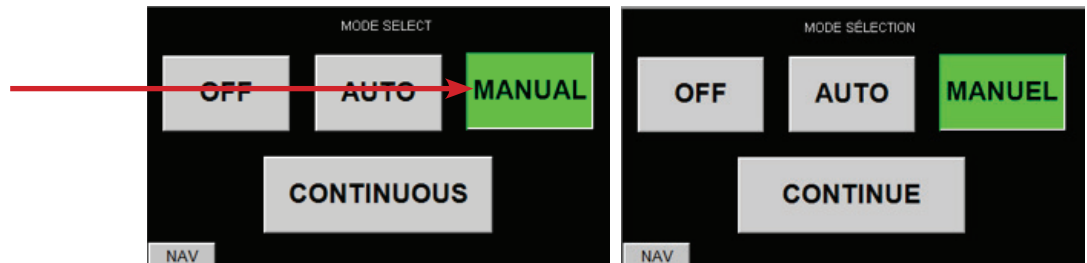 MODE SELECT
OFF AUTO MANUAL
CONTINUOUS
NAV
MODE SÉLECTION
OFF AUTO MANUEL
CONTINUE
NAV